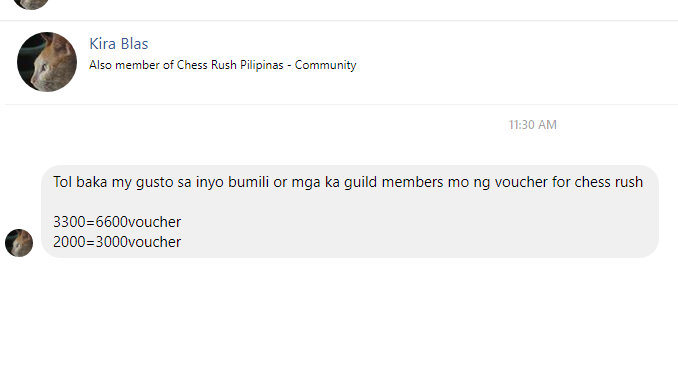 Kira Blas
Also member of Chess Rush Pilipinas - Community
11:30 AM
Tol baka my gusto sa inyo bumili or mga ka guild members mo ng voucher for chess rush
3300=6600voucher
2000=3000voucher